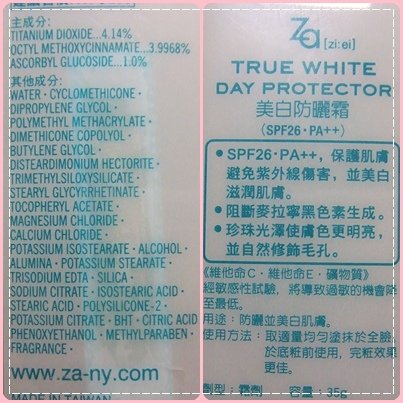 主成分:
TITANIUM DIOXIDE...4.14%
OCTYL METHOXYCINNAMATE...3.9968%
ASCORBYL GLUCOSIDE...1.0%
其他成分:
WATER・CYCLOMETHICONE・
DIPROPYLENE GLYCOL・
POLYMETHYL METHACRYLATE・
DIMETHICONE COPOLYOL・
BUTYLENE GLYCOL・
DISTEARDIMONIUM HECTORITE・
TRIMETHYLSILOXYSILICATE・
STEARYL GLYCYRRHETINATE・
TOCOPHERYL ACETATE・
MAGNESIUM CHLORIDE・
CALCIUM CHLORIDE・
POTASSIUM ISOSTEARATE・ALCOHOL・
ALUMINA・POTASSIUM STEARATE・
TRISODIUM EDTA・SILICA・
SODIUM CITRATE・ISOSTEARIC ACID・
STEARIC ACID・POLYSILICONE-2・
POTASSIUM CITRATE・BHT・CITRIC ACID・
PHENOXYETHANOL・METHYLPARABEN・
FRAGRANCE・
www.za-ny.com
MADE IN TAIWAN
Za [zi:ei]
TRUE WHITE
DAY PROTECTOR
美白防曬霜
(SPF26・PA++)
●SPF26・PA++,保護肌膚
避免紫外線傷害,並美白
滋潤肌膚。
●阻斷麥拉寧黑色素生成。
●珍珠光澤使膚色更明亮,
並自然修飾毛孔。
《維他命C・維他命E・礦物質》
經敏感性試驗,將導致過敏的機會降
至最低。
用途:防曬並美白肌膚。
使用方法:取適量均勻塗抹於全臉
於底粧前使用,完粧效果
更佳。
劑型:霜劑 容量:35g